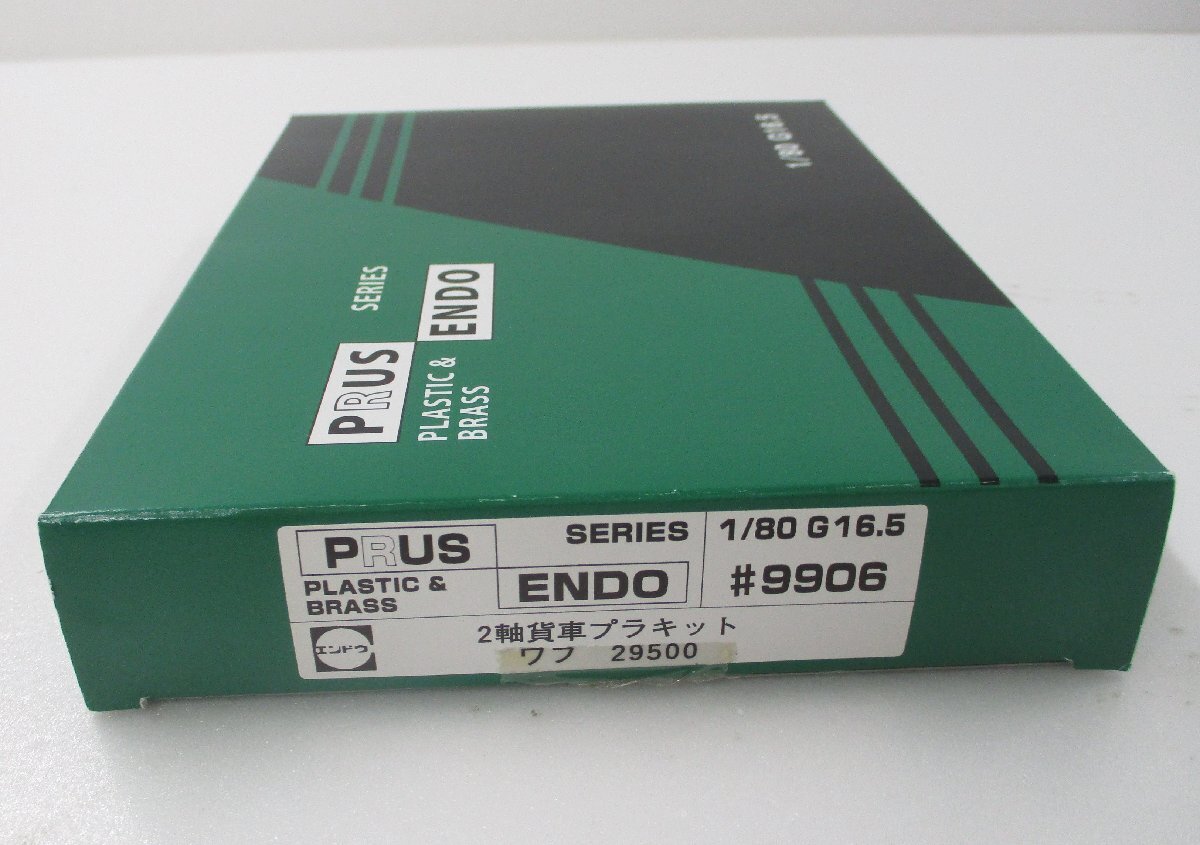 1/80 G16.5
SERIES
PRUS ENDO
PLASTIC &
BRASS
PRUS SERIES
PLASTIC & ENDO
BRASS
1/80 G16.5
#9906
エンドウ
2軸貨車プラキット
ワフ 29500